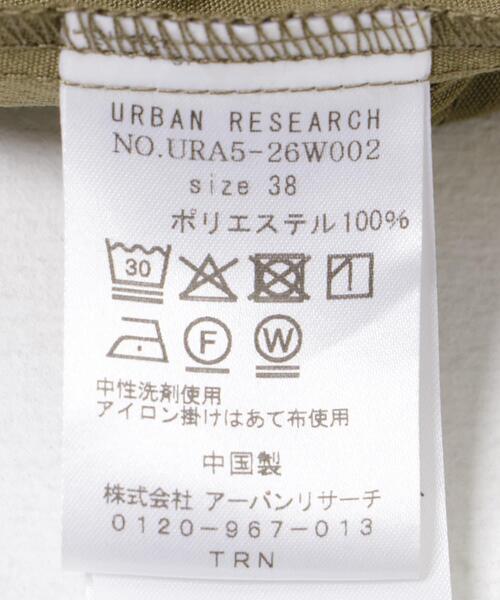 URBAN RESEARCH
NO.URA5-26W002
size 38
ポリエステル100%
30
F W
中性洗剤使用
アイロン掛けはあて布使用
中国製
株式会社 アーバンリサーチ
0120-967-013
TRN